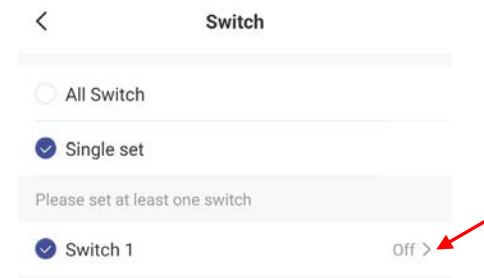 Switch
All Switch
Single set
Please set at least one switch
Switch 1 Off